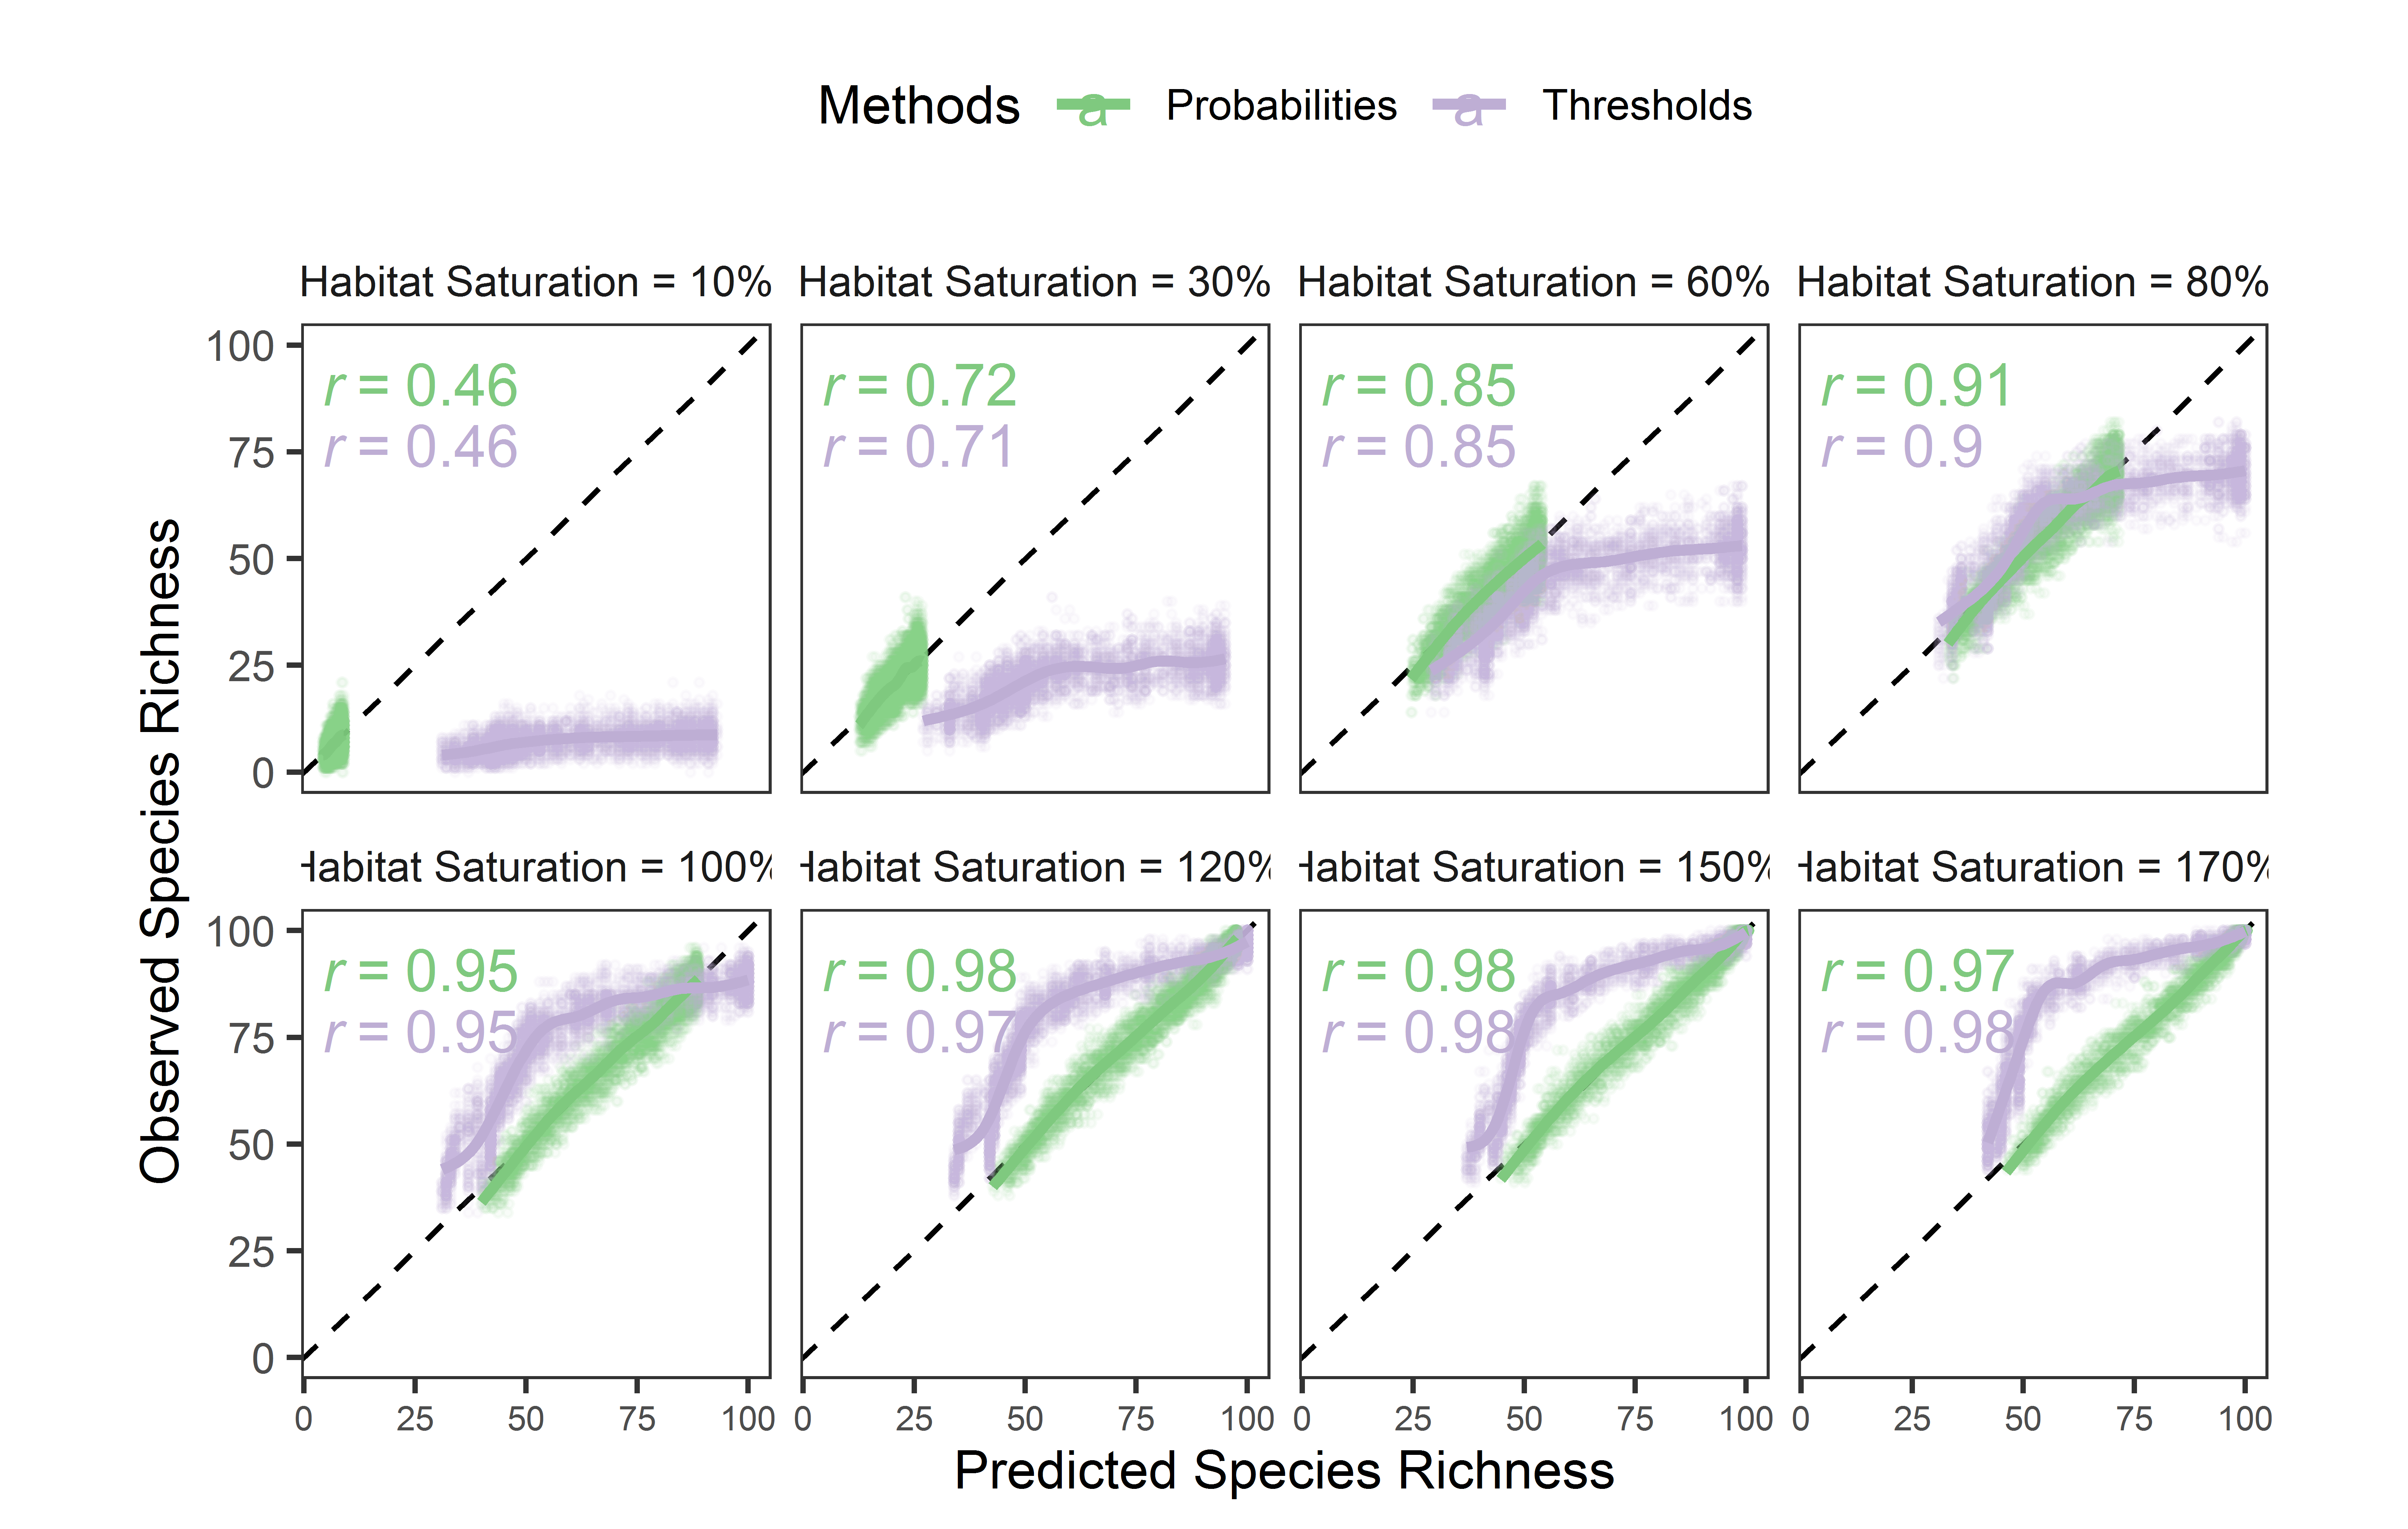 Methods a Probabilities a Thresholds
Habitat Saturation = 10% Habitat Saturation = 30% Habitat Saturation = 60% Habitat Saturation = 80%
100
75
50
25
0
r = 0.46
r = 0.46
r = 0.72
r = 0.71
r = 0.85
r = 0.85
r = 0.91
r = 0.9
Observed Species Richness
Habitat Saturation = 100% Habitat Saturation = 120% Habitat Saturation = 150% Habitat Saturation = 170%
100
75
50
25
0
r = 0.95
r = 0.95
r = 0.98
r = 0.97
r = 0.98
r = 0.98
r = 0.97
r = 0.98
0 25 50 75 100 0 25 50 75 100 0 25 50 75 100 0 25 50 75 100
Predicted Species Richness